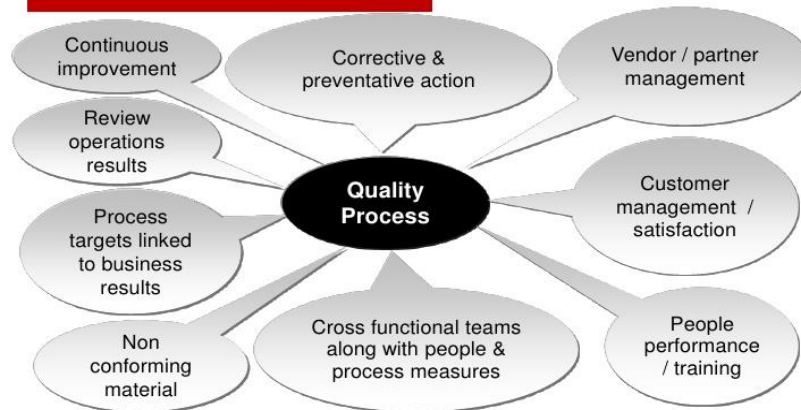 Continuous
improvement
Corrective &
preventative action
Vendor / partner
management
Review
operations
results
Quality
Process
Customer
management /
satisfaction
Process
targets linked
to business
results
Non
conforming
material
Cross functional teams
along with people &
process measures
People
performance
/ training